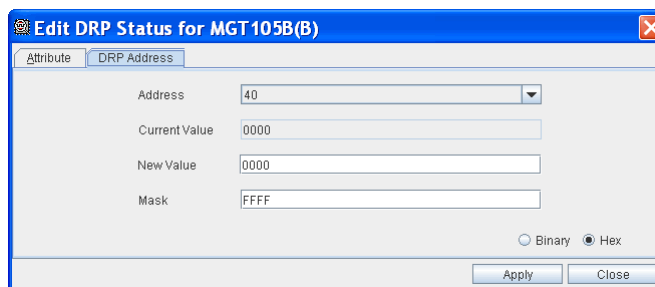 Edit DRP Status for MGT105B(B)
Attribute DRP Address
Address 40
Current Value 0000
New Value 0000
Mask FFFF
Binary Hex
Apply Close